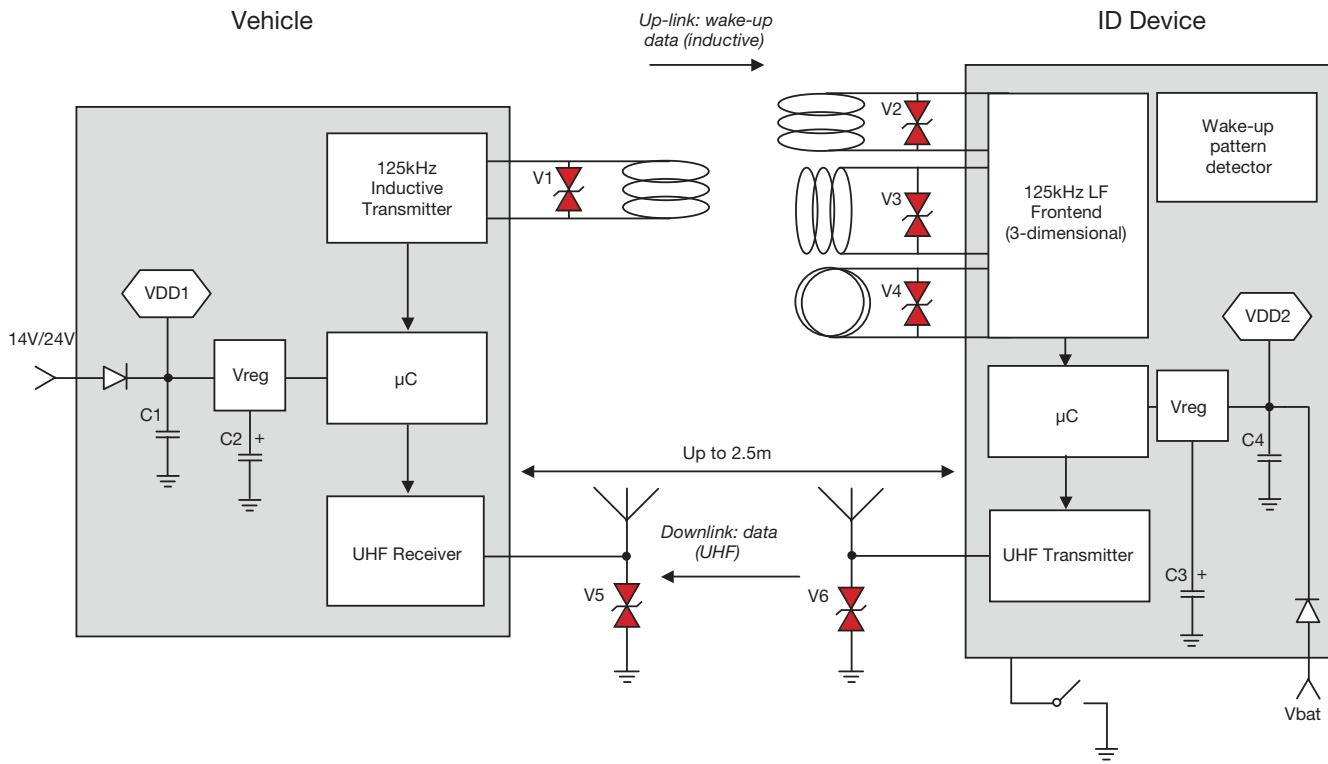 Vehicle
Up-link: wake-up
data (inductive)
ID Device
125kHz
Inductive
Transmitter
V1
V2
V3
V4
125kHz LF
Frontend
(3-dimensional)
Wake-up
pattern
detector
VDD1
14V/24V
Vreg
µC
C1
C2
+
UHF Receiver
VDD2
µC
Vreg
C4
Up to 2.5m
Downlink: data
(UHF)
V5
V6
UHF Transmitter
C3
+
Vbat